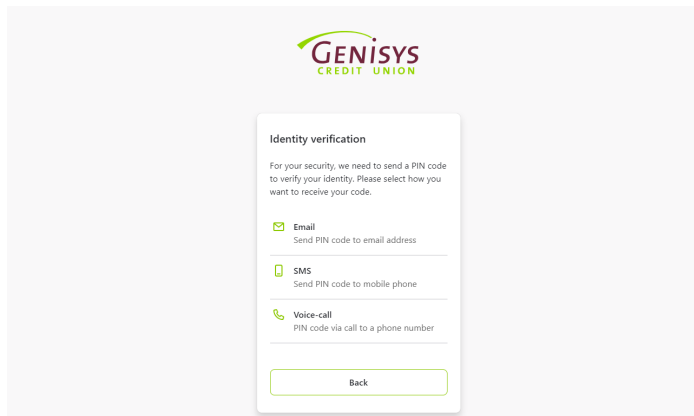 GENISYS
CREDIT UNION
Identity verification
For your security, we need to send a PIN code
to verify your identity. Please select how you
want to receive your code.
Email
Send PIN code to email address
SMS
Send PIN code to mobile phone
Voice-call
PIN code via call to a phone number
Back